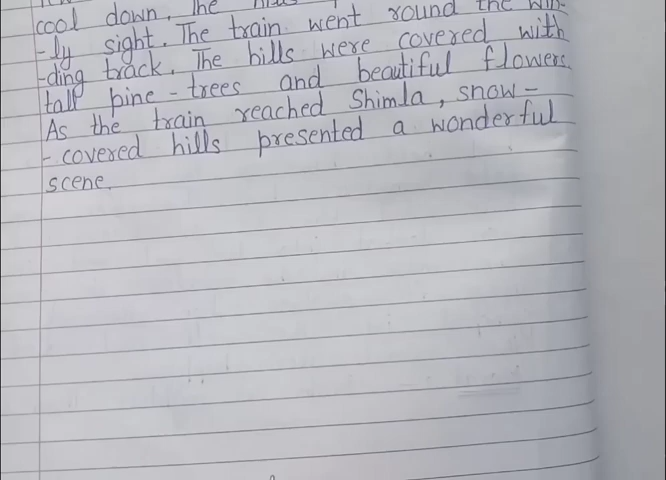 cool down. The
-ly sight. The train went round the win-
-ding track. The hills were covered with
tall pine-trees and beautiful flowers.
As the train reached Shimla, snow-
-covered hills presented a wonderful
scene.